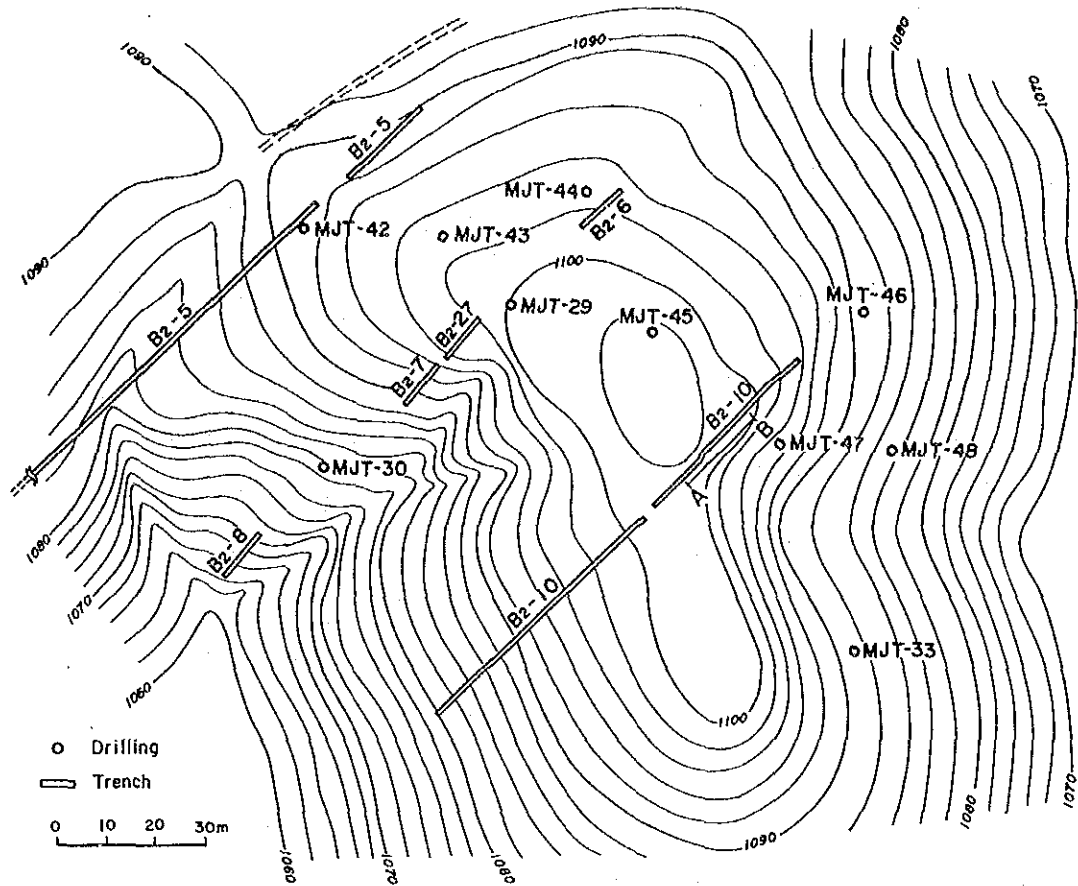 1090
1080
1090
1070
B2-5
MJT-44
B2-6
MJT-42
MJT-43
1090
1100
MJT-29
MJT-45
MJT-46
B2-5
B2-27
B2-7
B2-10
B
MJT-47
MJT-48
MJT-30
A
1080
B2-8
B2-10
1070
MJT-33
1060
1100
Drilling
Trench
0 10 20 30m
1060
1070
1080
1090
1080
1070